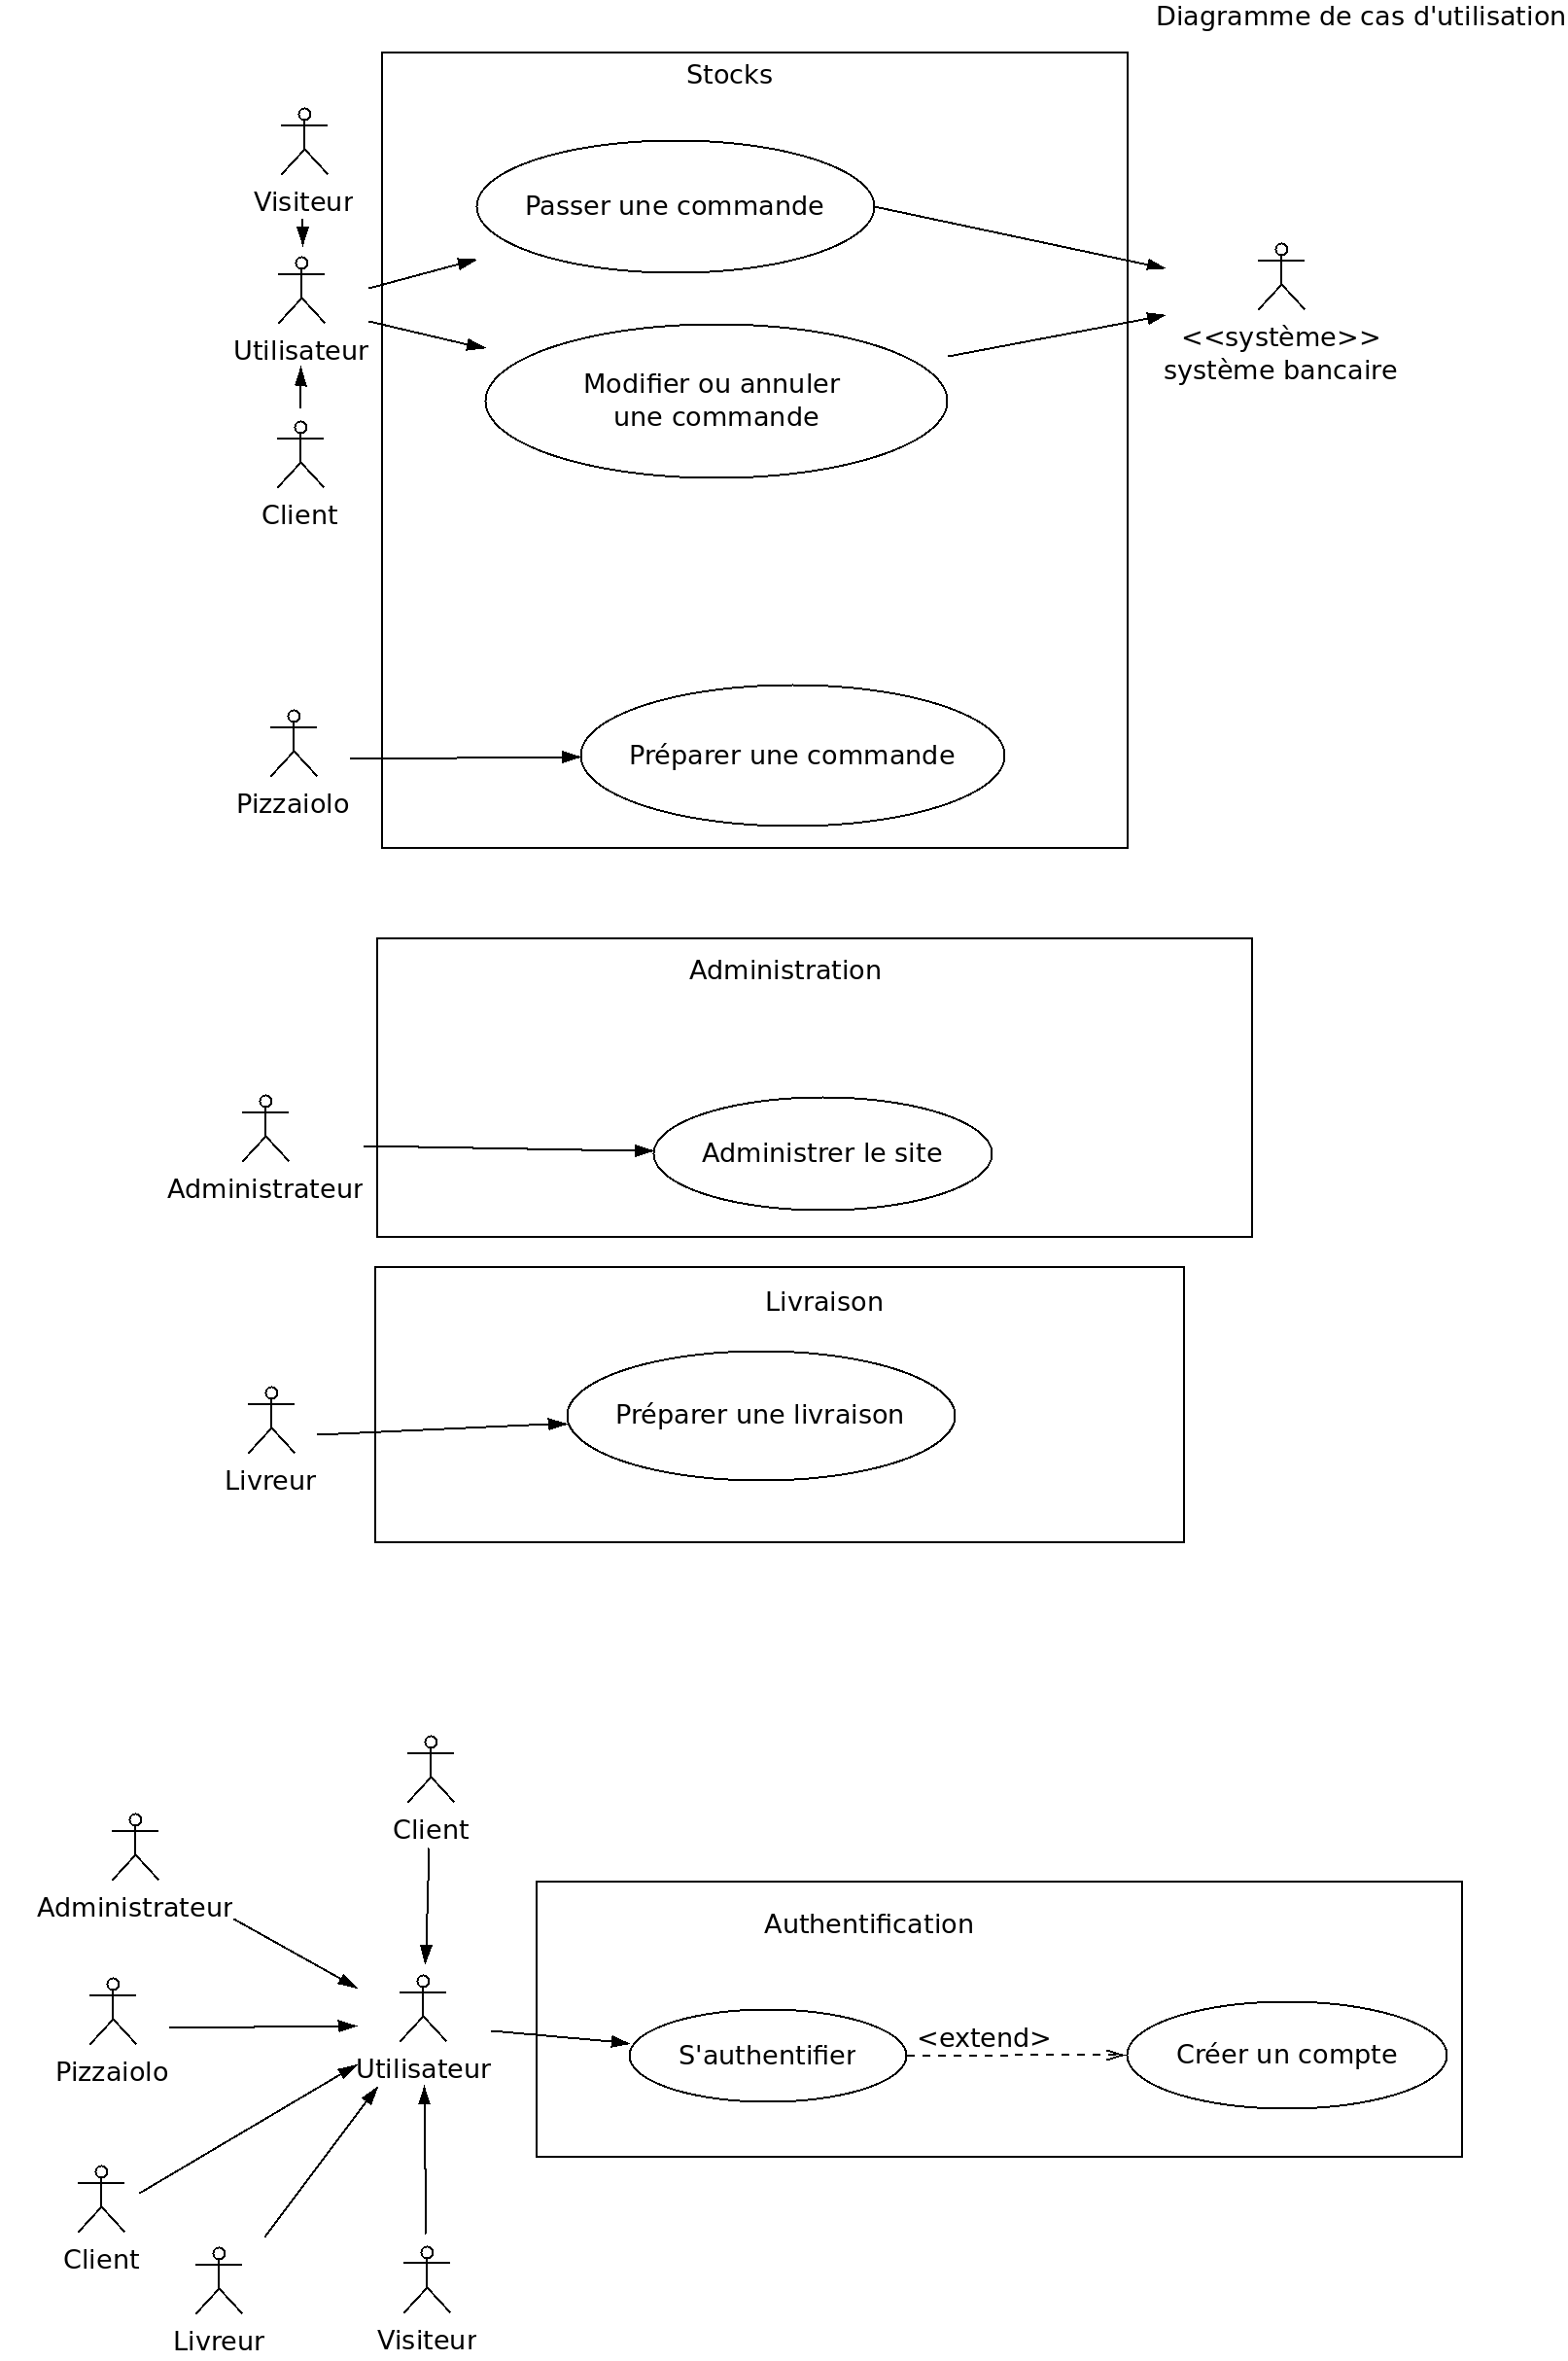 Diagramme de cas d'utilisation
Stocks
Visiteur
Passer une commande
Utilisateur
<<système>>
système bancaire
Modifier ou annuler
une commande
Client
Préparer une commande
Pizzaiolo
Administration
Administrer le site
Administrateur
Livraison
Préparer une livraison
Livreur
Client
Administrateur
Authentification
Pizzaiolo
Utilisateur
S'authentifier
<extend>
Créer un compte
Client
Livreur
Visiteur